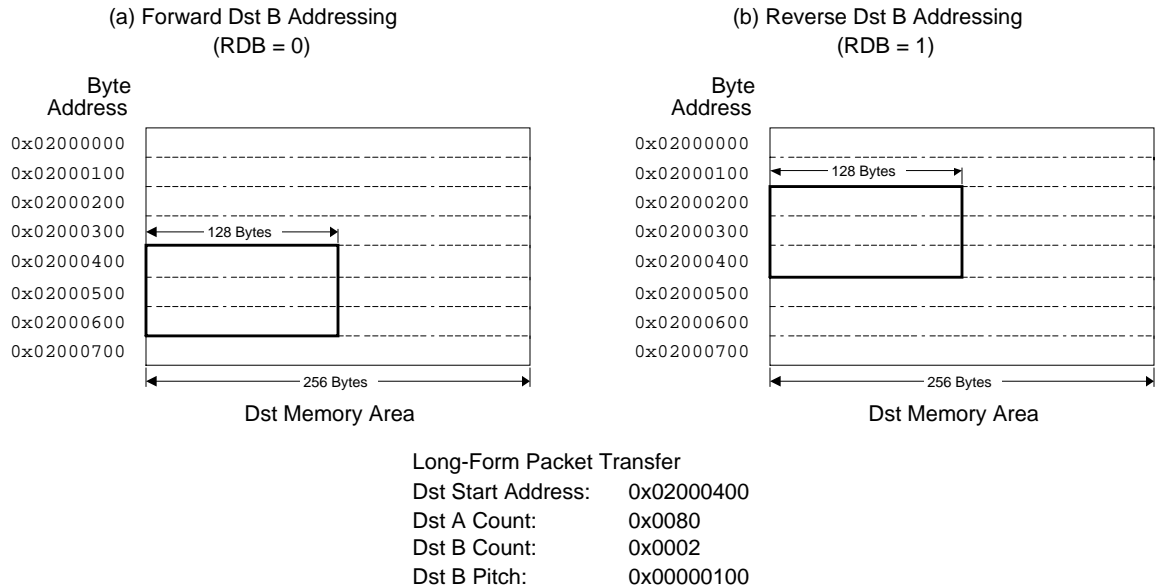 (a) Forward Dst B Addressing
(RDB = 0)
Byte
Address
0x02000000
0x02000100
0x02000200
0x02000300
128 Bytes
0x02000400
0x02000500
0x02000600
0x02000700
256 Bytes
Dst Memory Area
(b) Reverse Dst B Addressing
(RDB = 1)
Byte
Address
0x02000000
0x02000100
128 Bytes
0x02000200
0x02000300
0x02000400
0x02000500
0x02000600
0x02000700
256 Bytes
Dst Memory Area
Long-Form Packet Transfer
Dst Start Address: 0x02000400
Dst A Count: 0x0080
Dst B Count: 0x0002
Dst B Pitch: 0x00000100